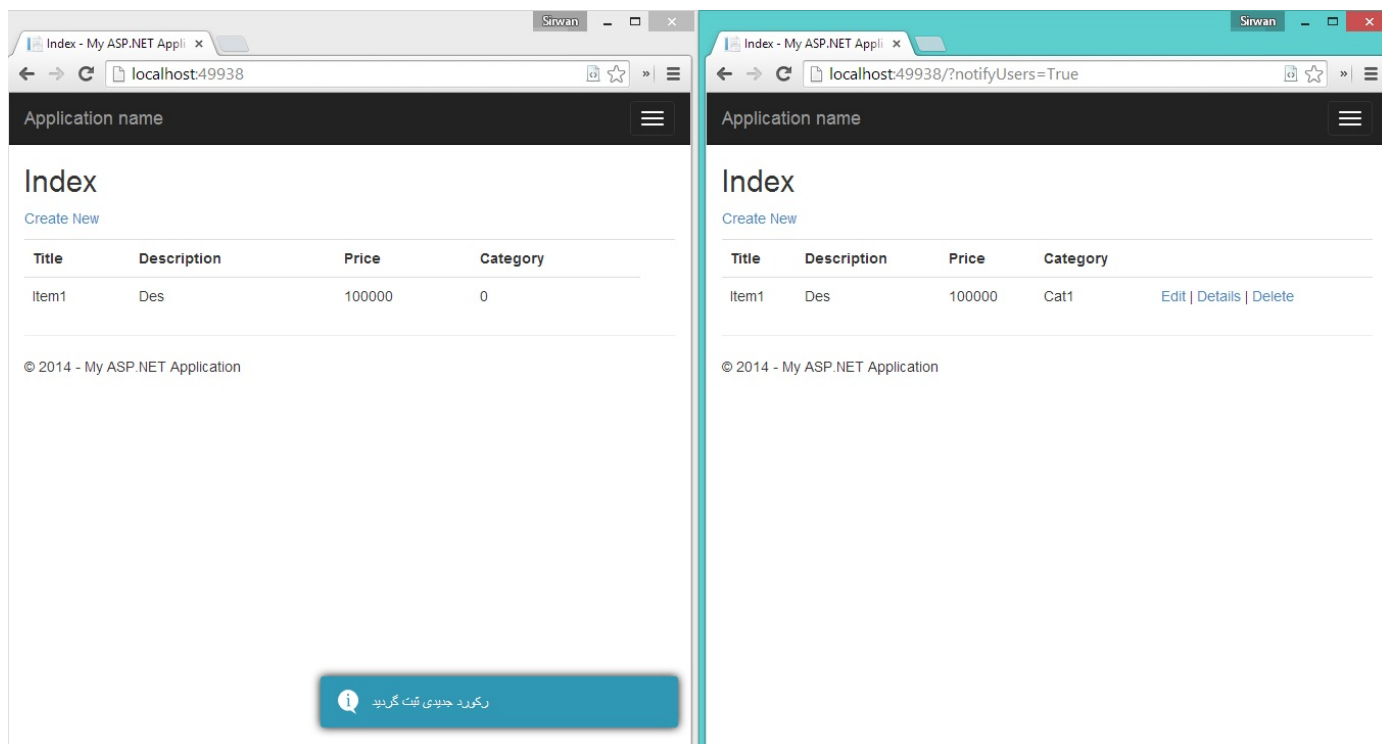 Sirwan
Index - My ASP.NET Appli
localhost:49938
Application name
Index
Create New
Title Description Price Category
Item1 Des 100000 0
© 2014 - My ASP.NET Application
رکورد جدیدی ثبت گردید
Sirwan
Index - My ASP.NET Appli
localhost:49938/?notifyUsers=True
Application name
Index
Create New
Title Description Price Category
Item1 Des 100000 Cat1 Edit | Details | Delete
© 2014 - My ASP.NET Application